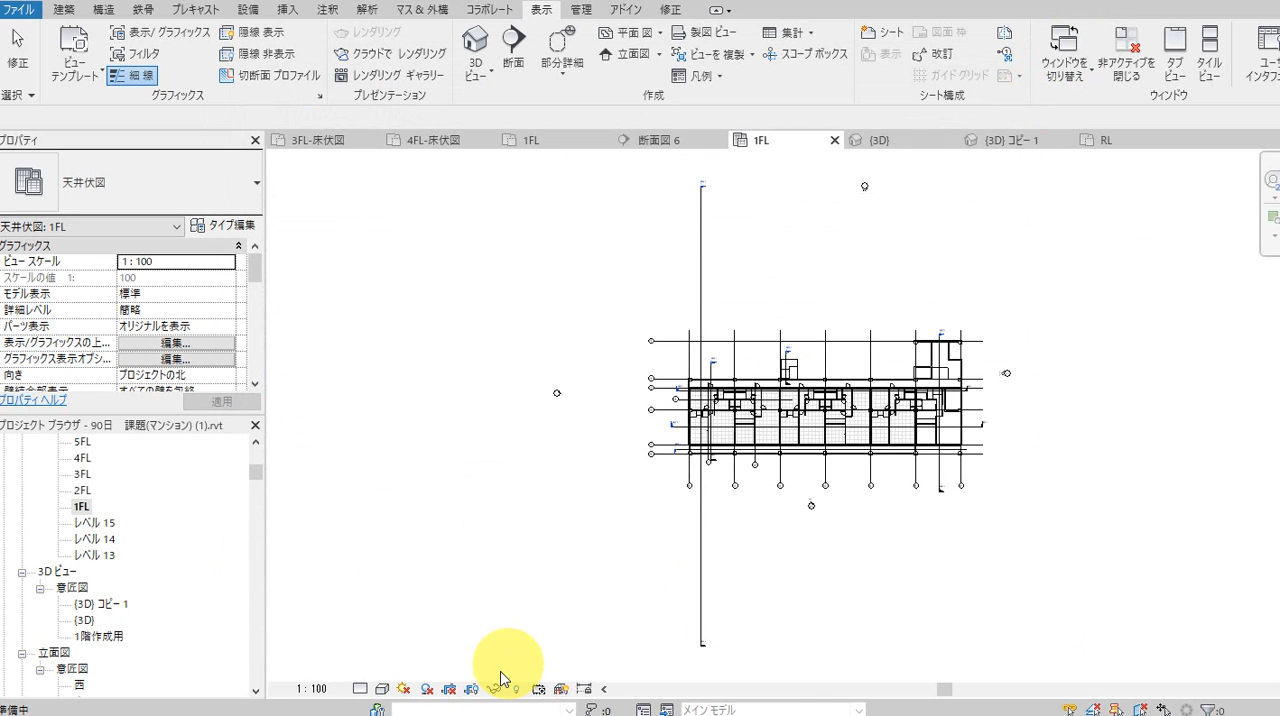 ファイル 建築 構造 鉄骨 プレキャスト 設備 挿入 注釈 解析 マス & 外構 コラボレート 表示 管理 アドイン 修正
修正
選択
ビュー
テンプレート
表示/グラフィックス
フィルタ
細線
隠線 表示
隠線 非表示
切断面 プロファイル
グラフィックス
レンダリング
クラウドで レンダリング
レンダリング ギャラリー
プレゼンテーション
3D
ビュー
断面
部分詳細
平面 図
立面図
製図ビュー
ビューを 複製
凡例
集計
スコープ ボックス
作成
シート
表示
図面 枠
改訂
ガイド グリッド
シート構成
ウィンドウを
切り替え
非アクティブを
閉じる
タブ
ビュー
タイル
ビュー
ウィンドウ
プロパティ
3FL-床伏図 4FL-床伏図 1FL 断面図 6 1FL {3D} {3D} コピー 1 RL
天井伏図
天井伏図: 1FL
タイプ編集
グラフィックス
ビュー スケール 1 : 100
スケールの値 1: 100
モデル表示 標準
詳細レベル 簡略
パーツ表示 オリジナルを表示
表示/グラフィックスの上... 編集...
グラフィックス表示オプシ... 編集...
向き プロジェクトの北
プロパティ ヘルプ 適用
プロジェクト ブラウザ - 90日 課題(マンション) (1).rvt
5FL
4FL
3FL
2FL
1FL
レベル 15
レベル 14
レベル 13
3D ビュー
意匠図
{3D} コピー 1
{3D}
1階作成用
立面図
意匠図
西
1 : 100
準備中
:0
メイン モデル
:0